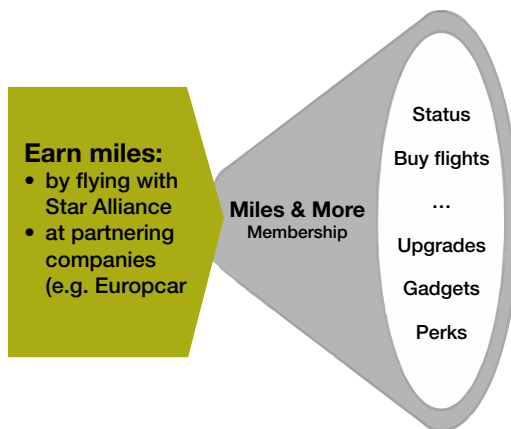 Earn miles:
• by flying with
Star Alliance
• at partnering
companies
(e.g. Europcar
Miles & More
Membership
Status
Buy flights
...
Upgrades
Gadgets
Perks